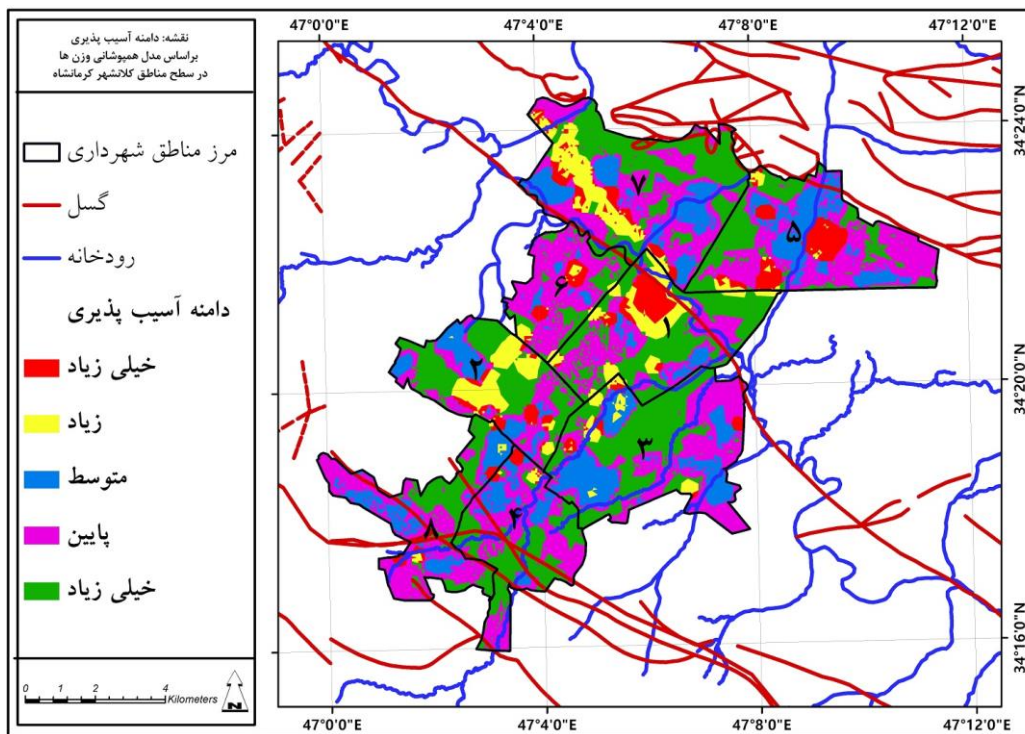 نقشه: دامنه آسیب پذیری
براساس مدل همپوشانی وزن ها
در سطح مناطق کلانشهر کرمانشاه
مرز مناطق شهرداری
گسل
رودخانه
دامنه آسیب پذیری
خیلی زیاد
زیاد
متوسط
پایین
خیلی زیاد
0 1 2 4
Kilometers
N
47°0'0"E 47°4'0"E 47°8'0"E 47°12'0"E
34°24'0"N
34°20'0"N
34°16'0"N
۷
۵
۶
۱
۲
۳
۴
۸
47°0'0"E 47°4'0"E 47°8'0"E 47°12'0"E